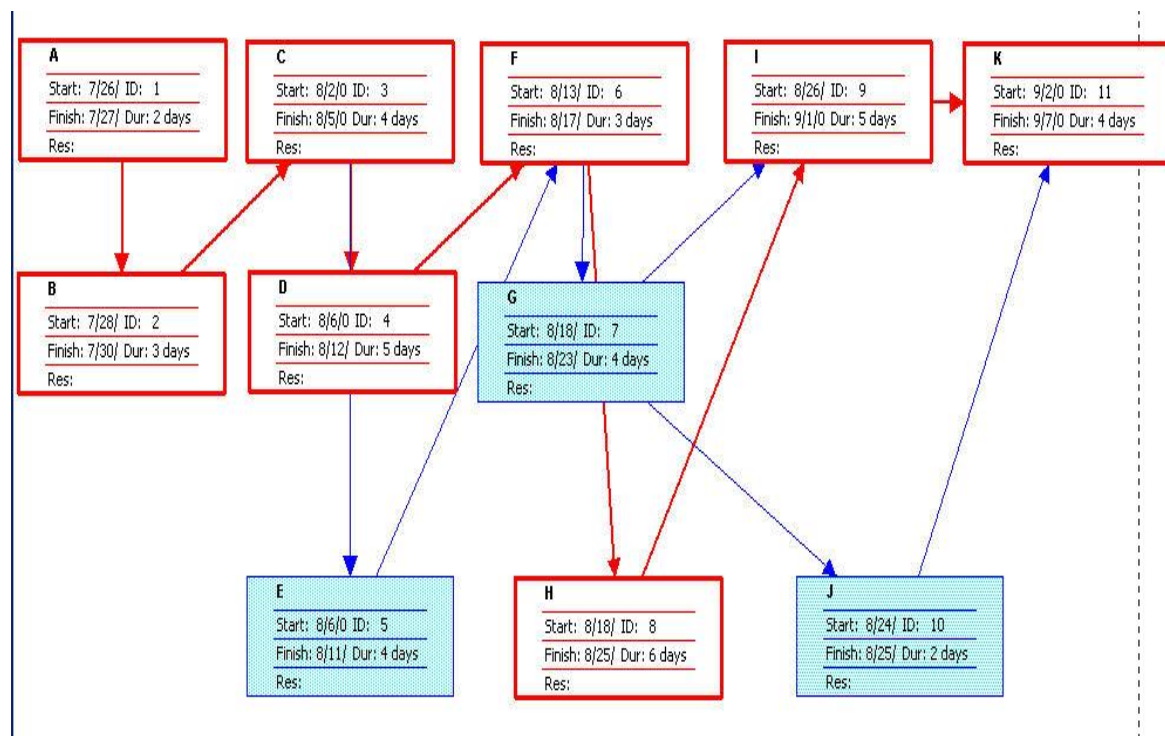 A
Start: 7/26/ ID: 1
Finish: 7/27/ Dur: 2 days
Res:
C
Start: 8/2/0 ID: 3
Finish: 8/5/0 Dur: 4 days
Res:
F
Start: 8/13/ ID: 6
Finish: 8/17/ Dur: 3 days
Res:
I
Start: 8/26/ ID: 9
Finish: 9/1/0 Dur: 5 days
Res:
K
Start: 9/2/0 ID: 11
Finish: 9/7/0 Dur: 4 days
Res:
B
Start: 7/28/ ID: 2
Finish: 7/30/ Dur: 3 days
Res:
D
Start: 8/6/0 ID: 4
Finish: 8/12/ Dur: 5 days
Res:
G
Start: 8/18/ ID: 7
Finish: 8/23/ Dur: 4 days
Res:
E
Start: 8/6/0 ID: 5
Finish: 8/11/ Dur: 4 days
Res:
H
Start: 8/18/ ID: 8
Finish: 8/25/ Dur: 6 days
Res:
J
Start: 8/24/ ID: 10
Finish: 8/25/ Dur: 2 days
Res: